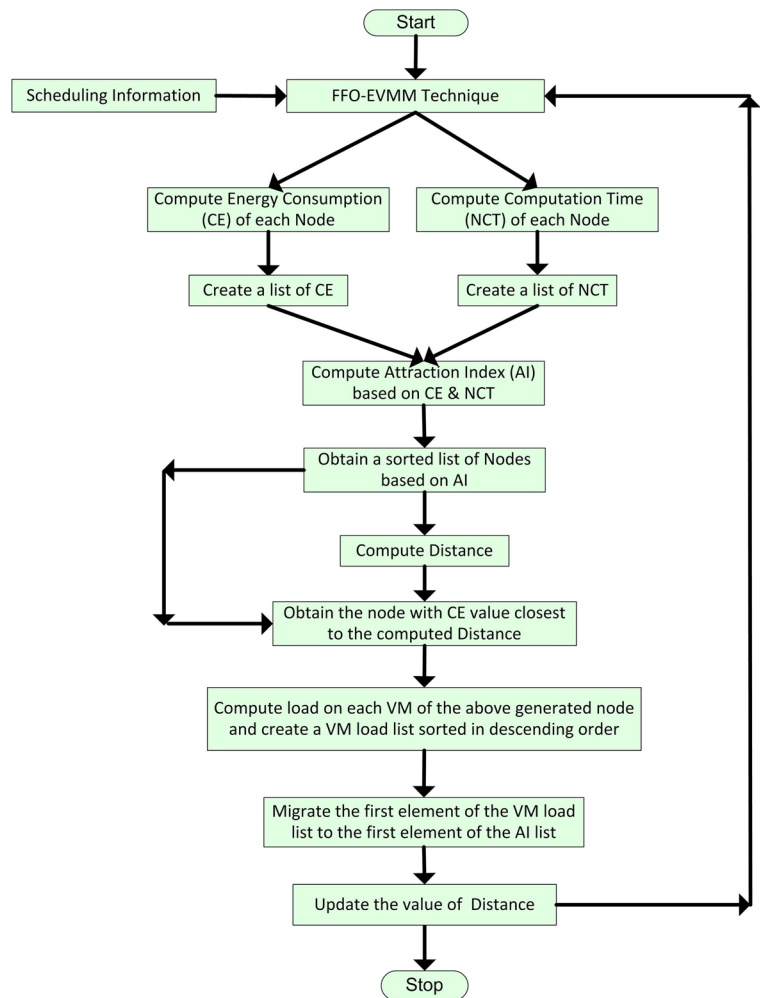 Start
Scheduling Information
FFO-EVMM Technique
Compute Energy Consumption
(CE) of each Node
Compute Computation Time
(NCT) of each Node
Create a list of CE
Create a list of NCT
Compute Attraction Index (AI)
based on CE & NCT
Obtain a sorted list of Nodes
based on AI
Compute Distance
Obtain the node with CE value closest
to the computed Distance
Compute load on each VM of the above generated node
and create a VM load list sorted in descending order
Migrate the first element of the VM load
list to the first element of the AI list
Update the value of Distance
Stop